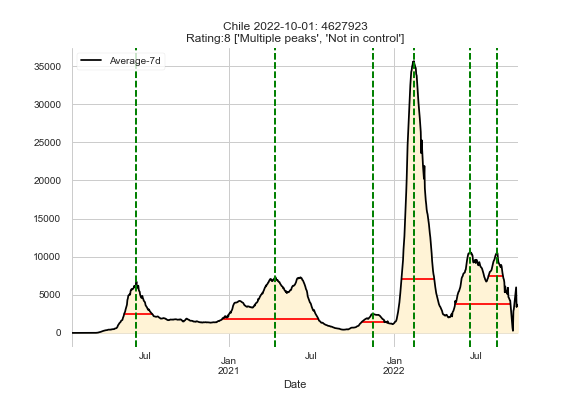 Chile 2022-10-01: 4627923
Rating:8 ['Multiple peaks', 'Not in control']
Average-7d
35000
30000
25000
20000
15000
10000
5000
0
Jul
Jan
2021
Jul
Jan
2022
Jul
Date